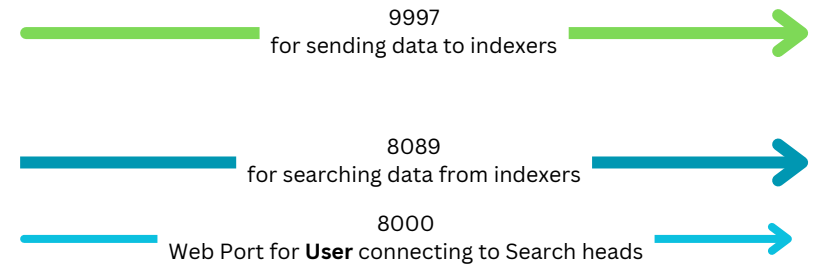 9997
for sending data to indexers
8089
for searching data from indexers
8000
Web Port for User connecting to Search heads